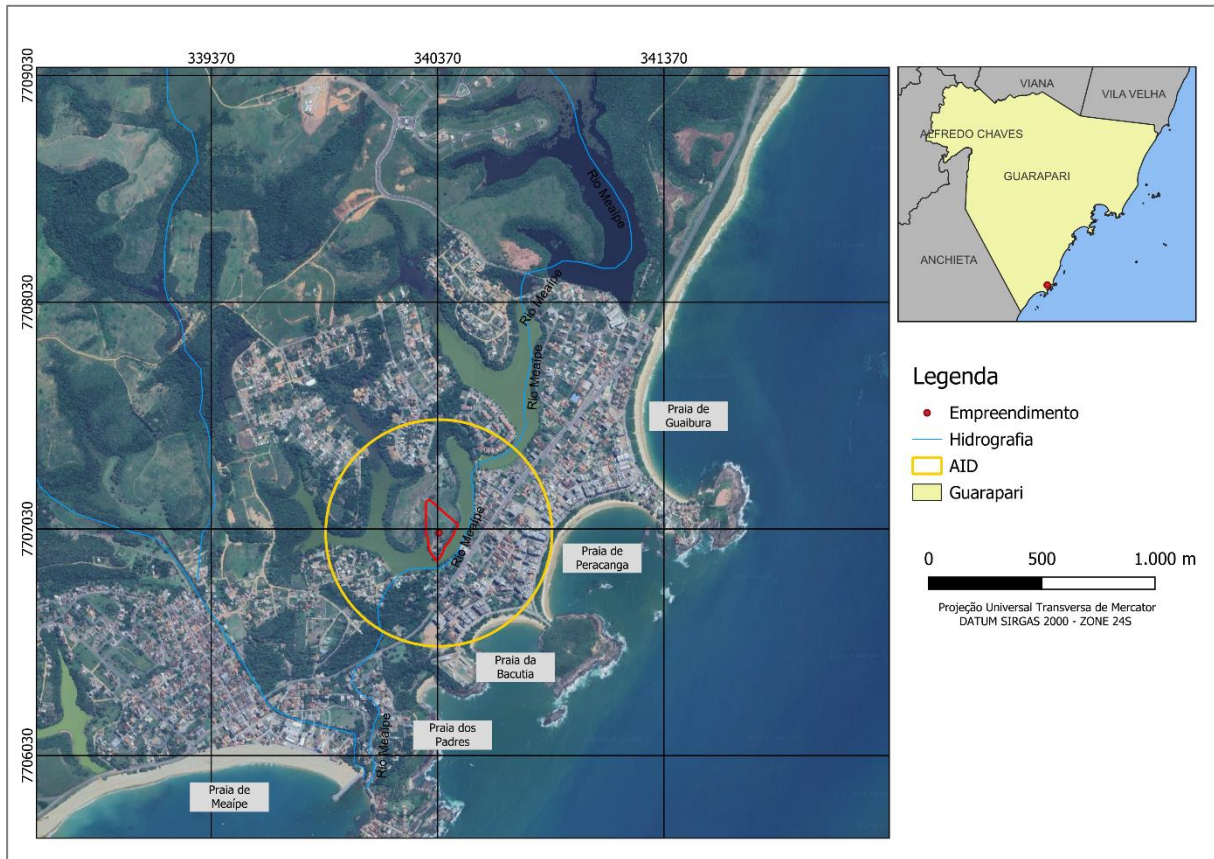 339370
340370
341370
7709030
7708030
7707030
7706030
Rio Meaípe
Rio Meaípe
Rio Meaípe
Rio Meaípe
Rio Meaípe
Praia de
Guaibura
Praia de
Peracanga
Praia da
Bacutia
Praia dos
Padres
Praia de
Meaípe
VIANA
VILA VELHA
ALFREDO CHAVES
GUARAPARI
ANCHIETA
Legenda
Empreendimento
Hidrografia
AID
Guarapari
0 500 1.000 m
Projeção Universal Transversa de Mercator
DATUM SIRGAS 2000 - ZONE 24S